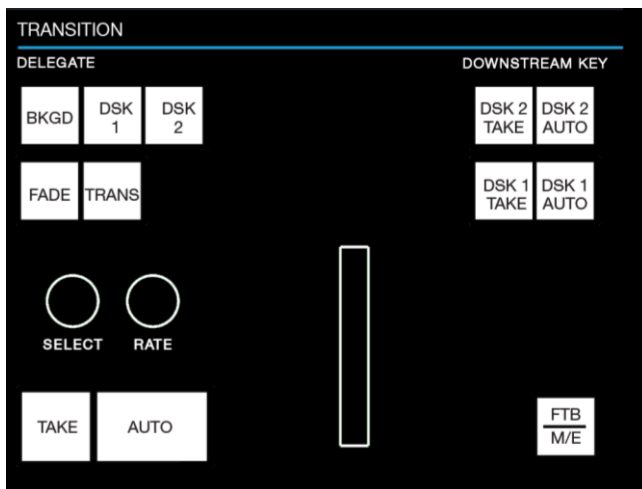 TRANSITION
DELEGATE
DOWNSTREAM KEY
BKGD
DSK
1
DSK
2
DSK 2
TAKE
DSK 2
AUTO
FADE
TRANS
DSK 1
TAKE
DSK 1
AUTO
SELECT
RATE
TAKE
AUTO
FTB
M/E